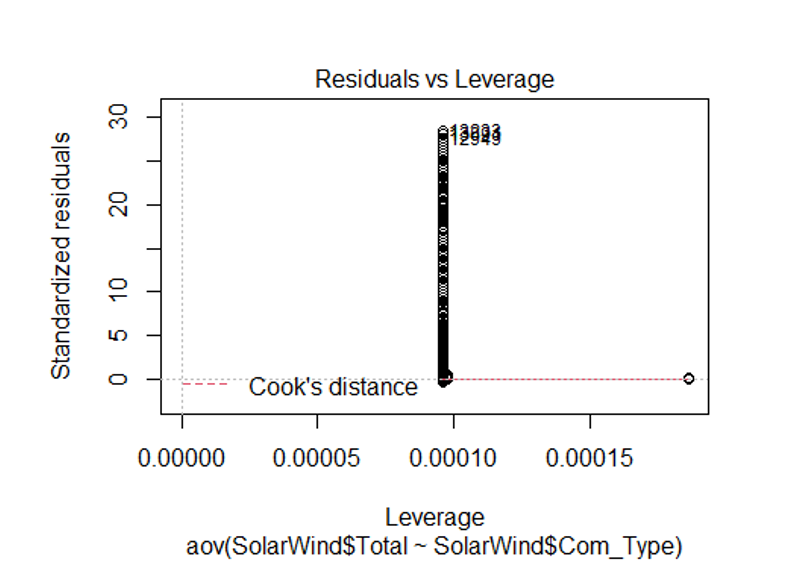 Residuals vs Leverage
Standardized residuals
30
20
10
5
0
12949
Cook's distance
0.00000 0.00005 0.00010 0.00015
Leverage
aov(SolarWind$Total ~ SolarWind$Com_Type)